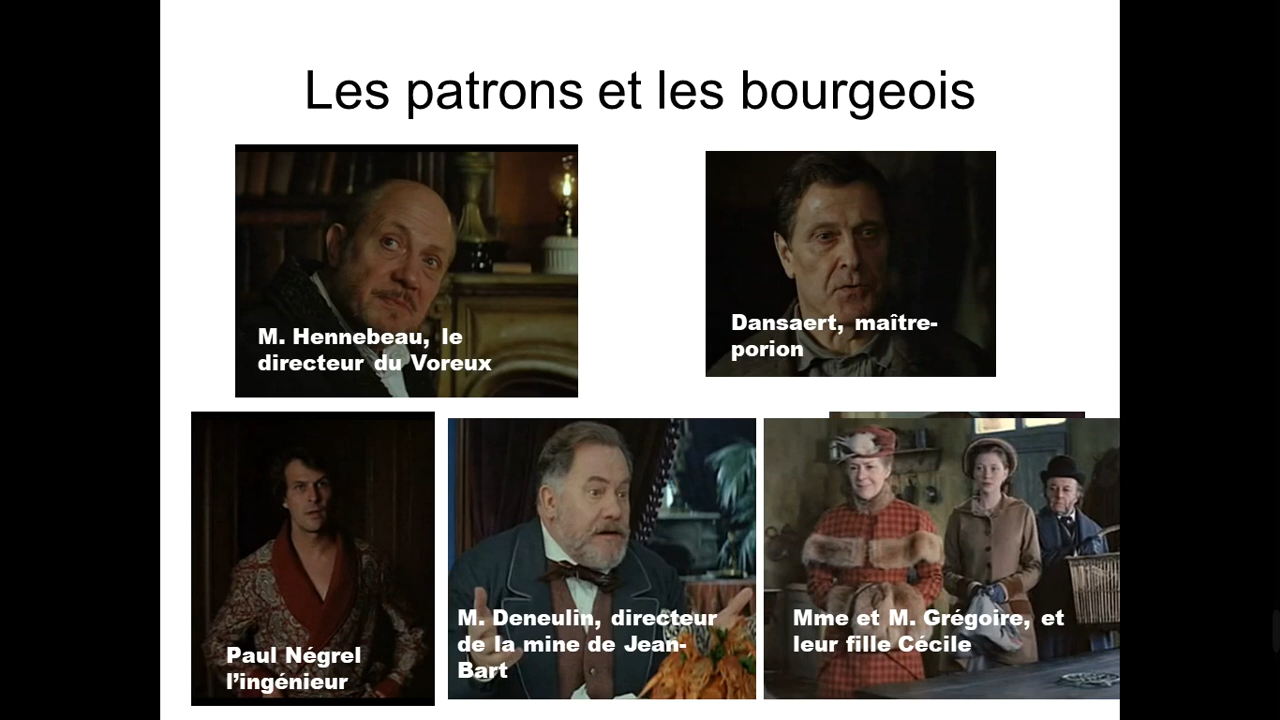 Les patrons et les bourgeois
M. Hennebeau, le
directeur du Voreux
Dansaert, maître-
porion
Paul Négrel
l’ingénieur
M. Deneulin, directeur
de la mine de Jean-
Bart
Mme et M. Grégoire, et
leur fille Cécile